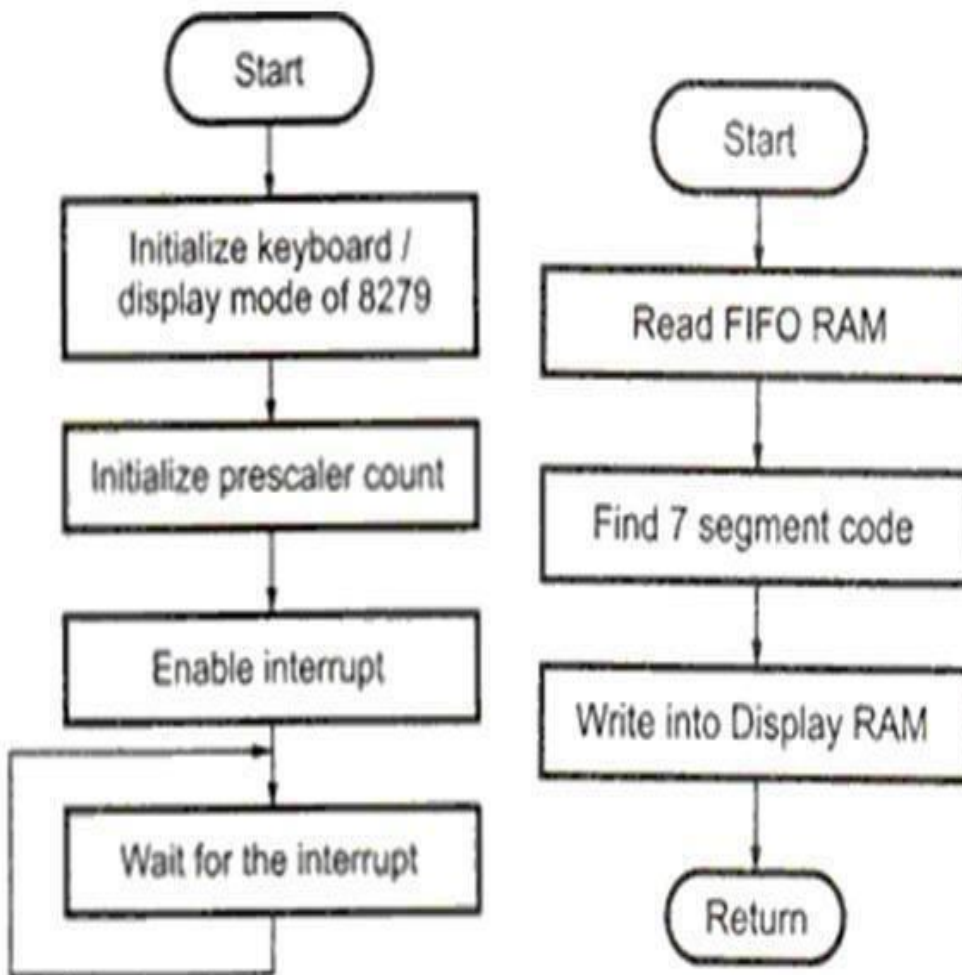 Start
Initialize keyboard /
display mode of 8279
Initialize prescaler count
Enable interrupt
Wait for the interrupt
Start
Read FIFO RAM
Find 7 segment code
Write into Display RAM
Return